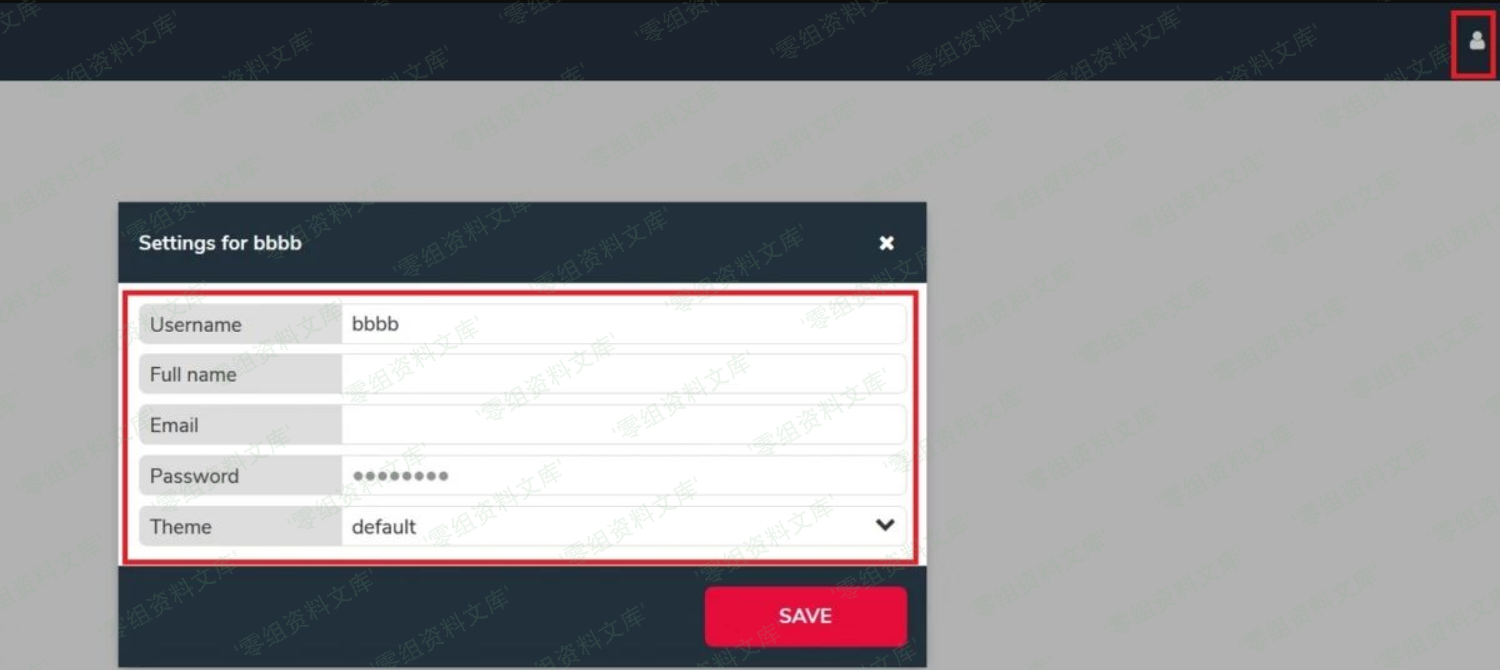 Settings for bbbb
Username bbbb
Full name
Email
Password ••••••••
Theme default
SAVE
'零组资料文库'